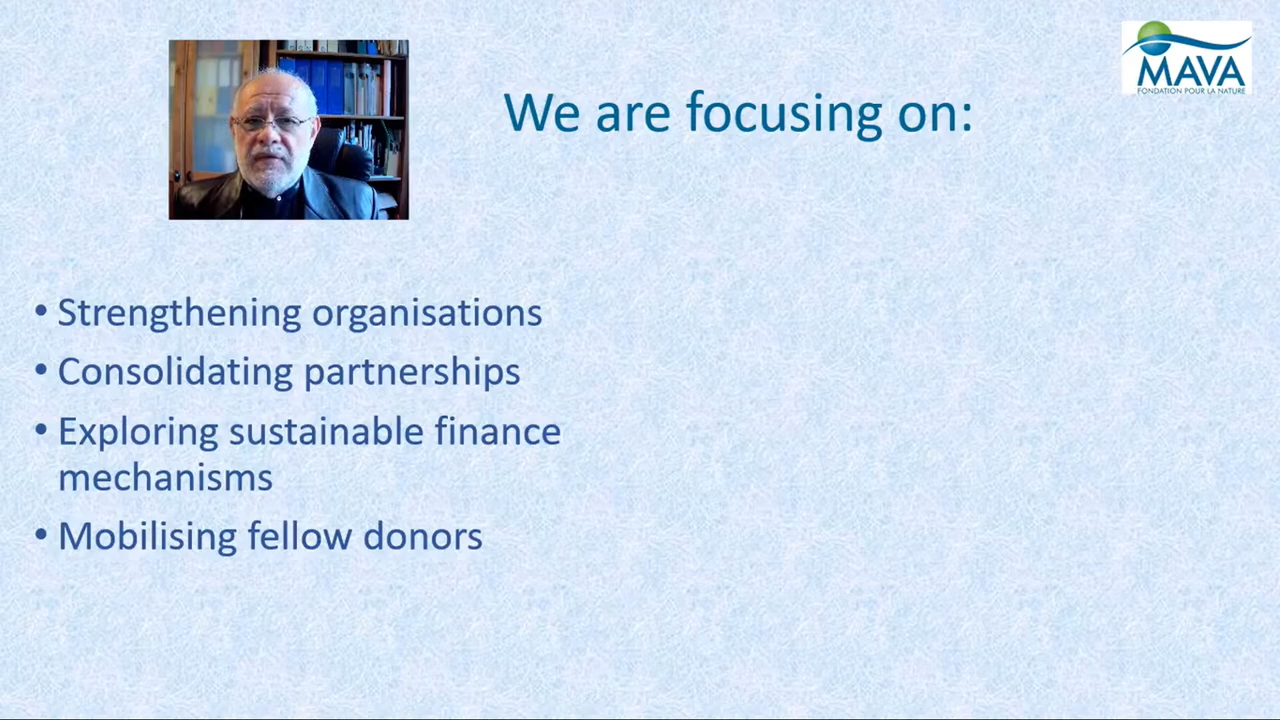 MAVA
FONDATION POUR LA NATURE
We are focusing on:
• Strengthening organisations
• Consolidating partnerships
• Exploring sustainable finance
mechanisms
• Mobilising fellow donors